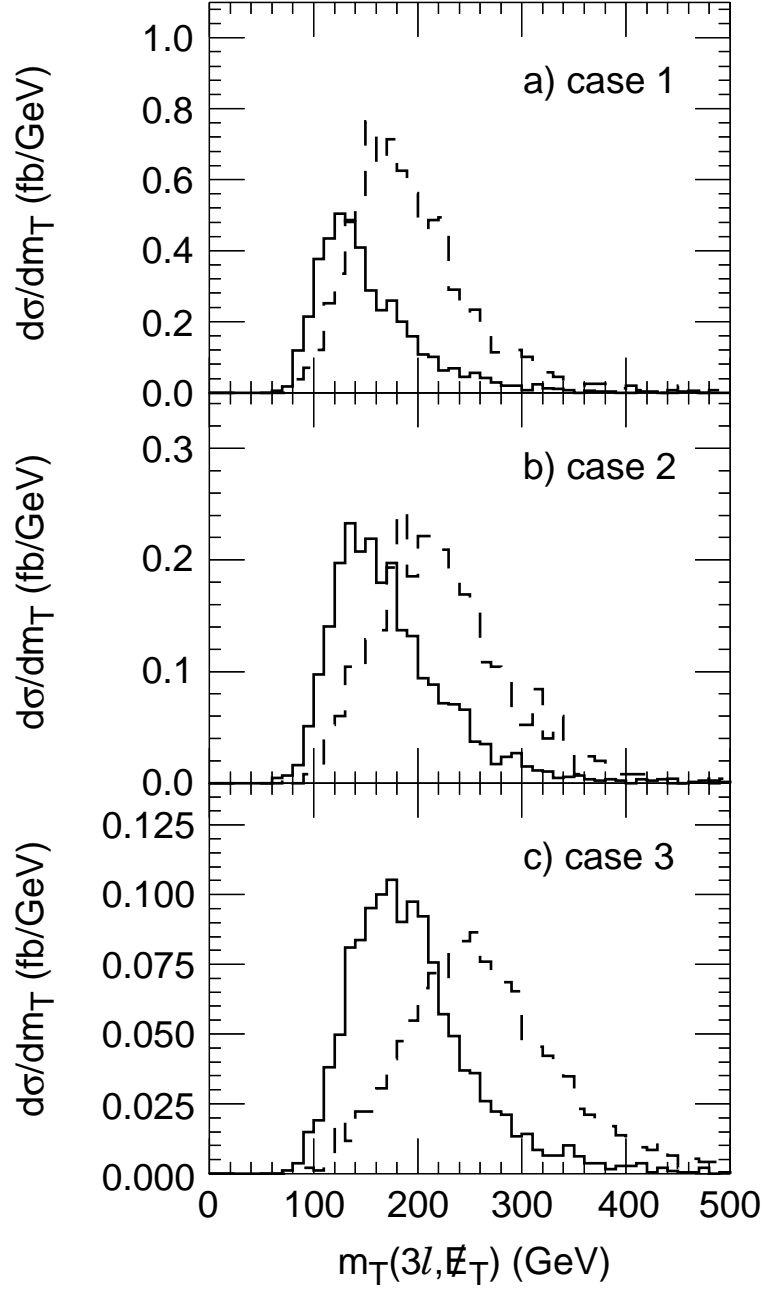 1.0
a) case 1
0.8
0.6
0.4
0.2
0.0
dσ/dm_T (fb/GeV)
b) case 2
0.3
0.2
0.1
0.0
dσ/dm_T (fb/GeV)
c) case 3
0.125
0.100
0.075
0.050
0.025
0.000
dσ/dm_T (fb/GeV)
0 100 200 300 400 500
m_T(3l,E̸_T) (GeV)